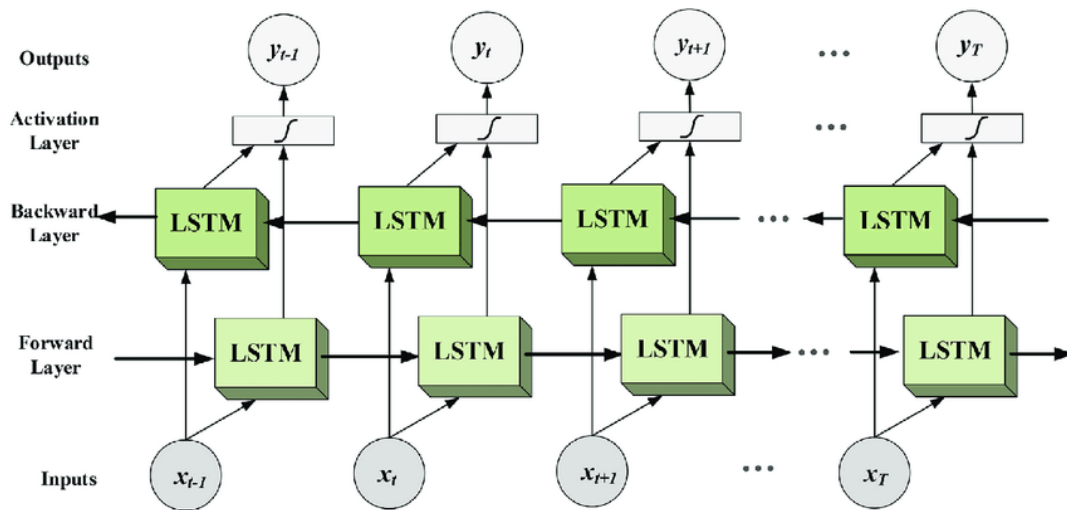 Outputs
y_{t-1} y_t y_{t+1} ... y_T
Activation
Layer
∫ ∫ ∫ ... ∫
Backward
Layer
LSTM LSTM LSTM ... LSTM
Forward
Layer
LSTM LSTM LSTM ... LSTM
Inputs
x_{t-1} x_t x_{t+1} ... x_T